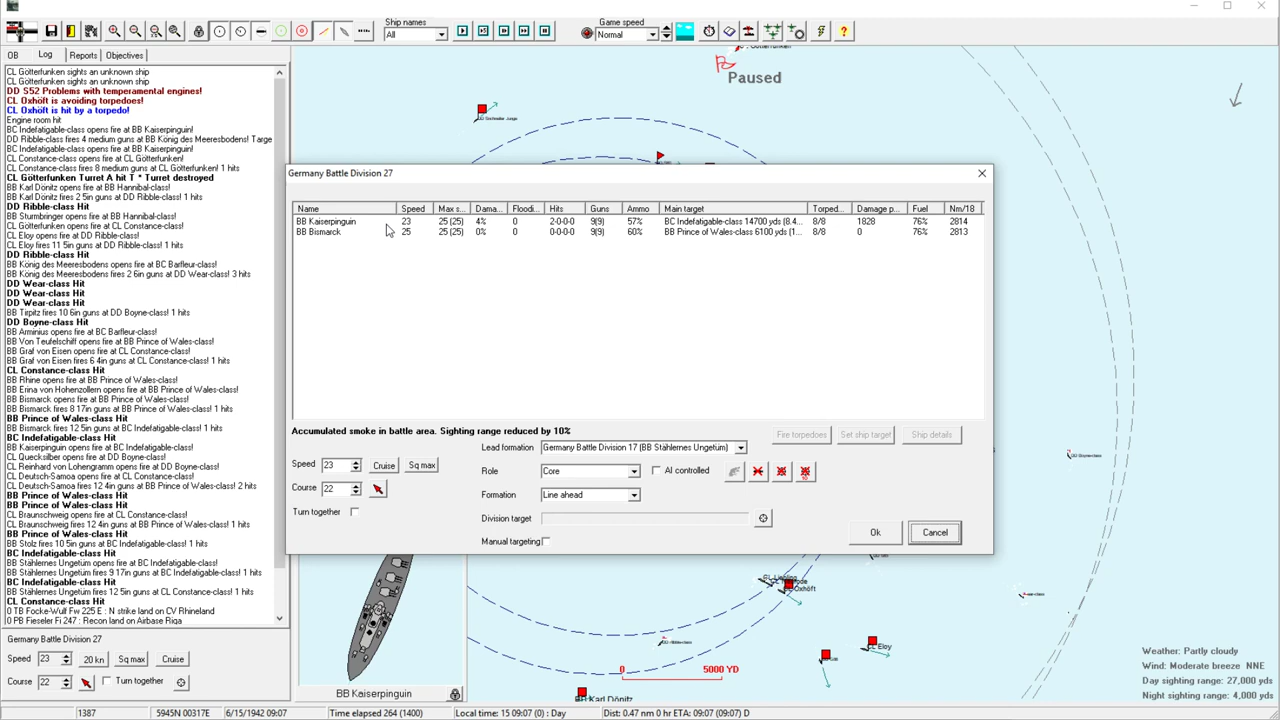 Ship names
All
Game speed
Normal
OB
Log
Reports
Objectives
CL Götterfunken sights an unknown ship
CL Götterfunken sights an unknown ship
DD S52 Problems with temperamental engines!
CL Oxhöft is avoiding torpedoes!
CL Oxhöft is hit by a torpedo!
Engine room hit
BC Indefatigable-class opens fire at BB Kaiserpinguin!
DD Ribble-class fires 4 medium guns at BB König des Meeresbodens! Targe
BC Indefatigable-class opens fire at BB Kaiserpinguin!
CL Constance-class opens fire at CL Götterfunken!
CL Constance-class fires 8 medium guns at CL Götterfunken! 1 hits
CL Götterfunken Turret A hit T * Turret destroyed
BB Karl Dönitz opens fire at BB Hannibal-class!
BB Karl Dönitz fires 2 5in guns at DD Ribble-class! 1 hits
BB Sturmbringer opens fire at BB Hannibal-class!
CL Götterfunken opens fire at CL Constance-class!
CL Eloy opens fire at DD Ribble-class!
CL Eloy fires 11 5in guns at DD Ribble-class! 1 hits
DD Ribble-class Hit
BB König des Meeresbodens opens fire at BC Barfleur-class!
BB König des Meeresbodens fires 2 6in guns at DD Wear-class! 3 hits
DD Wear-class Hit
DD Wear-class Hit
DD Wear-class Hit
BB Tirpitz fires 10 6in guns at DD Boyne-class! 1 hits
DD Boyne-class Hit
BB Arminius opens fire at BC Barfleur-class!
BB Von Teufelschiff opens fire at DD Boyne-class!
BB Graf von Eisen opens fire at CL Constance-class!
BB Graf von Eisen fires 6 4in guns at CL Constance-class! 1 hits
CL Constance-class Hit
BB Rhine opens fire at BB Prince of Wales-class!
BB Erina von Hohenzollern opens fire at BB Prince of Wales-class!
BB Bismarck opens fire at BB Prince of Wales-class!
BB Bismarck fires 8 17in guns at BB Prince of Wales-class! 1 hits
BB Prince of Wales-class Hit
BB Bismarck fires 12 5in guns at BB Prince of Wales-class! 1 hits
BC Indefatigable-class Hit
BB Kaiserpinguin opens fire at BC Indefatigable-class!
CL Quecksilber opens fire at DD Boyne-class!
CL Reinhard von Lohengramm opens fire at DD Boyne-class!
CL Deutsch-Samoa opens fire at CL Constance-class!
CL Deutsch-Samoa fires 12 4in guns at CL Constance-class! 2 hits
BB Prince of Wales-class Hit
BB Prince of Wales-class Hit
CL Braunschweig opens fire at CL Constance-class!
CL Braunschweig fires 12 4in guns at CL Constance-class! 1 hits
BB Prince of Wales-class Hit
BB Stolz fires 10 5in guns at BC Indefatigable-class! 1 hits
BC Indefatigable-class Hit
BB Stählernes Ungetüm opens fire at BC Indefatigable-class!
BB Stählernes Ungetüm fires 9 17in guns at BC Indefatigable-class! 1 hits
BC Indefatigable-class Hit
BB Stählernes Ungetüm fires 12 5in guns at CL Constance-class! 1 hits
CL Constance-class Hit
0 TB Focke-Wulf Fw 225 E : N strike land on CV Rhineland
0 PB Fieseler Fi 247 : Recon land on Airbase Riga
Germany Battle Division 27
Speed 23 20 kn Sq max Cruise
Course 22 Turn together
Paused
Germany Battle Division 27
Name Speed Max s... Dama... Floodi... Hits Guns Ammo Main target Torped... Damage p... Fuel Nm/18
BB Kaiserpinguin 23 25 (25) 4% 0 2-0-0-0 9(9) 57% BC Indefatigable-class 14700 yds (8.4... 8/8 1828 76% 2814
BB Bismarck 25 25 (25) 0% 0 0-0-0-0 9(9) 60% BB Prince of Wales-class 6100 yds (1... 8/8 0 76% 2813
Accumulated smoke in battle area. Sighting range reduced by 10%
Fire torpedoes Set ship target Ship details
Lead formation Germany Battle Division 17 (BB Stählernes Ungetüm)
Speed 23 Cruise Sq max
Role Core AI controlled
Course 22
Formation Line ahead
Turn together
Division target
Manual targeting
Ok
Cancel
BB Kaiserpinguin
CL Oxhöft
CL Eloy
BB Karl Dönitz
0 5000 YD
Weather: Partly cloudy
Wind: Moderate breeze NNE
Day sighting range: 27,000 yds
Night sighting range: 4,000 yds
1387
5945N 00317E
6/15/1942 09:07
Time elapsed 264 (1400)
Local time: 15 09:07 (0) : Day
Dist: 0.47 nm 0 hr ETA: 09:07 (09:07) D